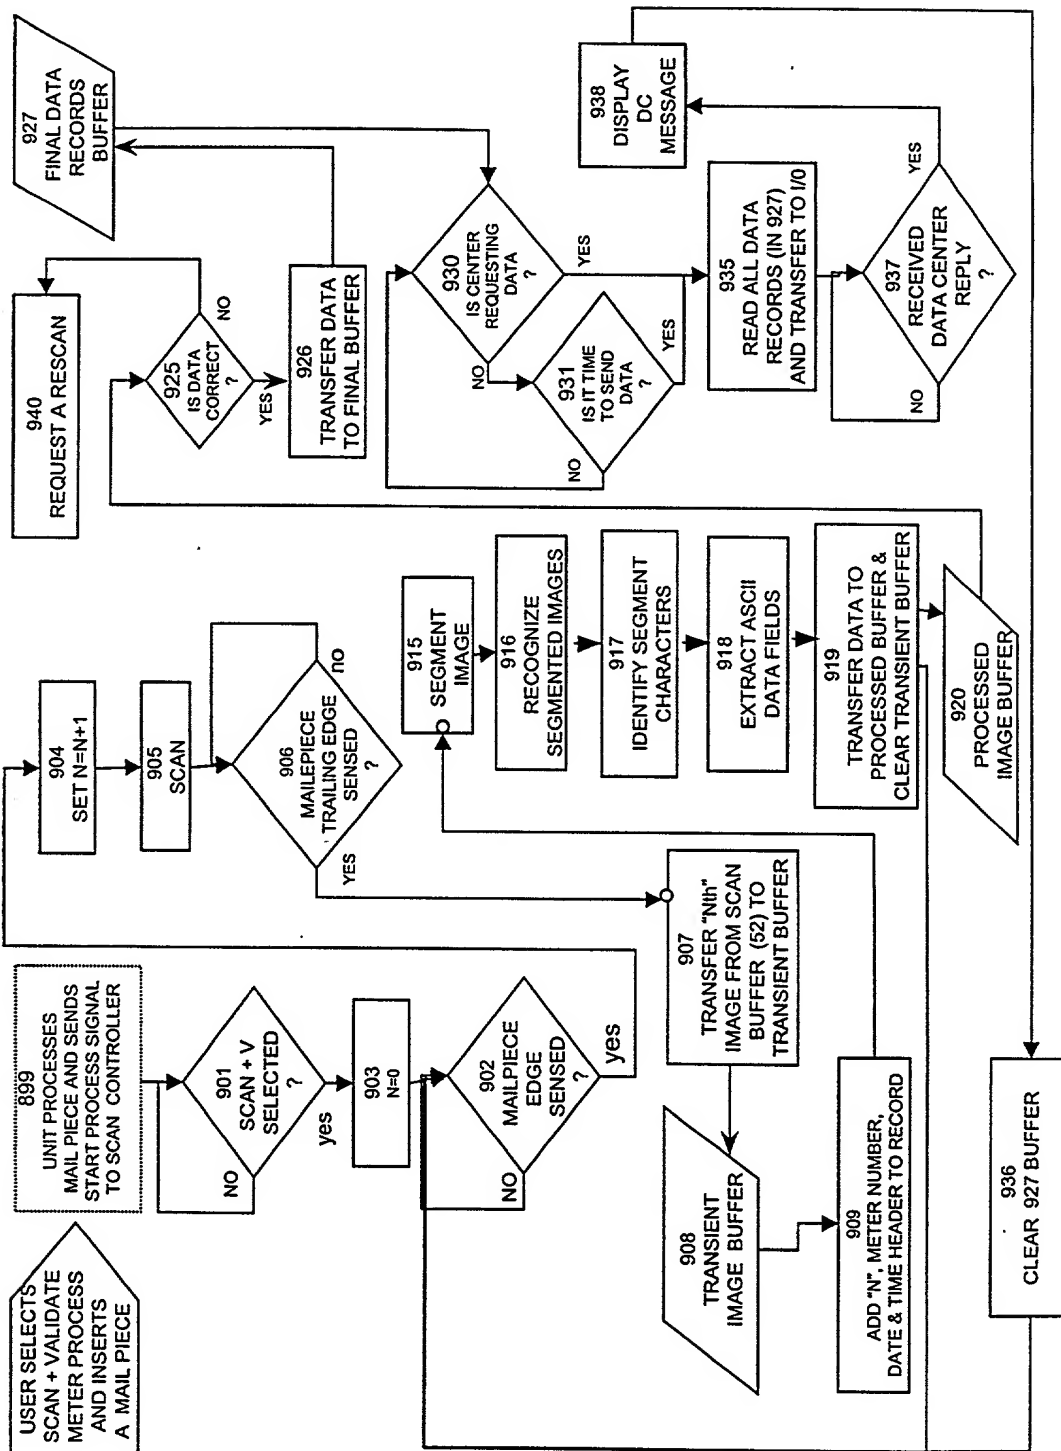 USER SELECTS
SCAN + VALIDATE
METER PROCESS
AND INSERTS
A MAIL PIECE
899
UNIT PROCESSES
MAIL PIECE AND SENDS
START PROCESS SIGNAL
TO SCAN CONTROLLER
901
SCAN + V
SELECTED
?
NO
yes
903
N=0
902
MAILPIECE
EDGE
SENSED
?
NO
yes
904
SET N=N+1
905
SCAN
906
MAILPIECE
TRAILING EDGE
SENSED
?
no
YES
907
TRANSFER "Nth"
IMAGE FROM SCAN
BUFFER (52) TO
TRANSIENT BUFFER
908
TRANSIENT
IMAGE BUFFER
909
ADD "N", METER NUMBER,
DATE & TIME HEADER TO RECORD
915
SEGMENT
IMAGE
916
RECOGNIZE
SEGMENTED IMAGES
917
IDENTIFY SEGMENT
CHARACTERS
918
EXTRACT ASCII
DATA FIELDS
919
TRANSFER DATA TO
PROCESSED BUFFER &
CLEAR TRANSIENT BUFFER
920
PROCESSED
IMAGE BUFFER
940
REQUEST A RESCAN
925
IS DATA
CORRECT
?
NO
YES
926
TRANSFER DATA
TO FINAL BUFFER
927
FINAL DATA
RECORDS
BUFFER
930
IS CENTER
REQUESTING
DATA
?
NO
YES
931
IS IT TIME
TO SEND
DATA
?
NO
YES
935
READ ALL DATA
RECORDS (IN 927)
AND TRANSFER TO I/0
937
RECEIVED
DATA CENTER
REPLY
?
NO
YES
938
DISPLAY
DC
MESSAGE
936
CLEAR 927 BUFFER